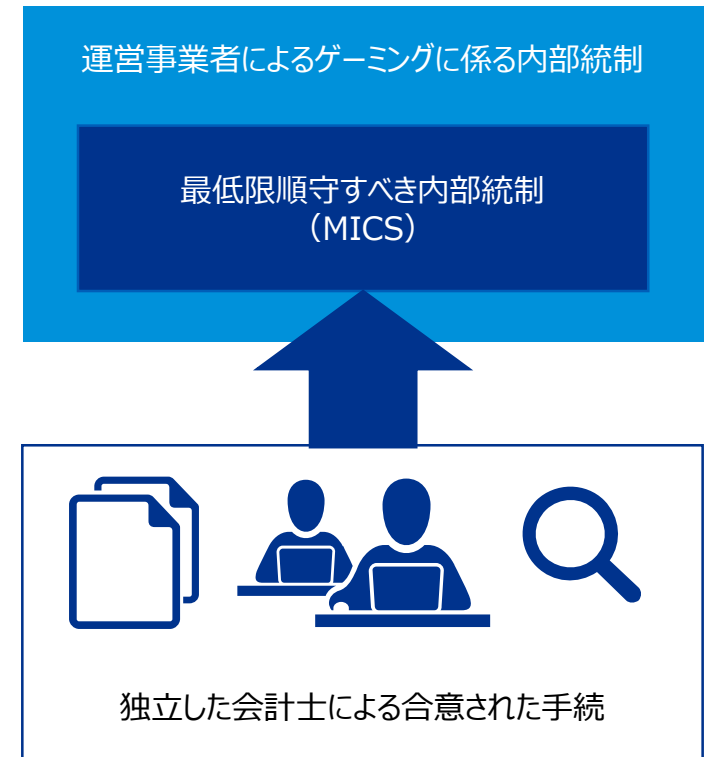 運営事業者によるゲーミングに係る内部統制
最低限順守すべき内部統制
（MICS）
独立した会計士による合意された手続